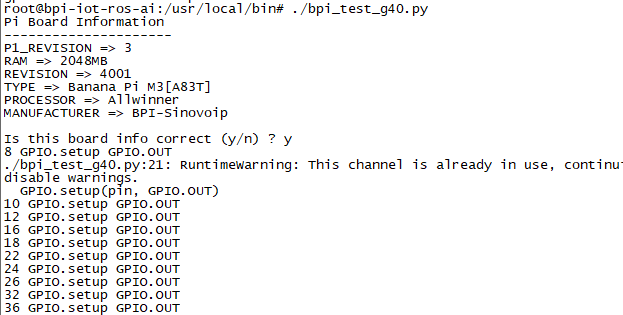 root@bpi-iot-ros-ai:/usr/local/bin# ./bpi_test_g40.py
Pi Board Information
---------------------
P1_REVISION => 3
RAM => 2048MB
REVISION => 4001
TYPE => Banana Pi M3[A83T]
PROCESSOR => Allwinner
MANUFACTURER => BPI-Sinovoip
Is this board info correct (y/n) ? y
8 GPIO.setup GPIO.OUT
./bpi_test_g40.py:21: RuntimeWarning: This channel is already in use, continu
disable warnings.
GPIO.setup(pin, GPIO.OUT)
10 GPIO.setup GPIO.OUT
12 GPIO.setup GPIO.OUT
16 GPIO.setup GPIO.OUT
18 GPIO.setup GPIO.OUT
22 GPIO.setup GPIO.OUT
24 GPIO.setup GPIO.OUT
26 GPIO.setup GPIO.OUT
32 GPIO.setup GPIO.OUT
36 GPIO.setup GPIO.OUT